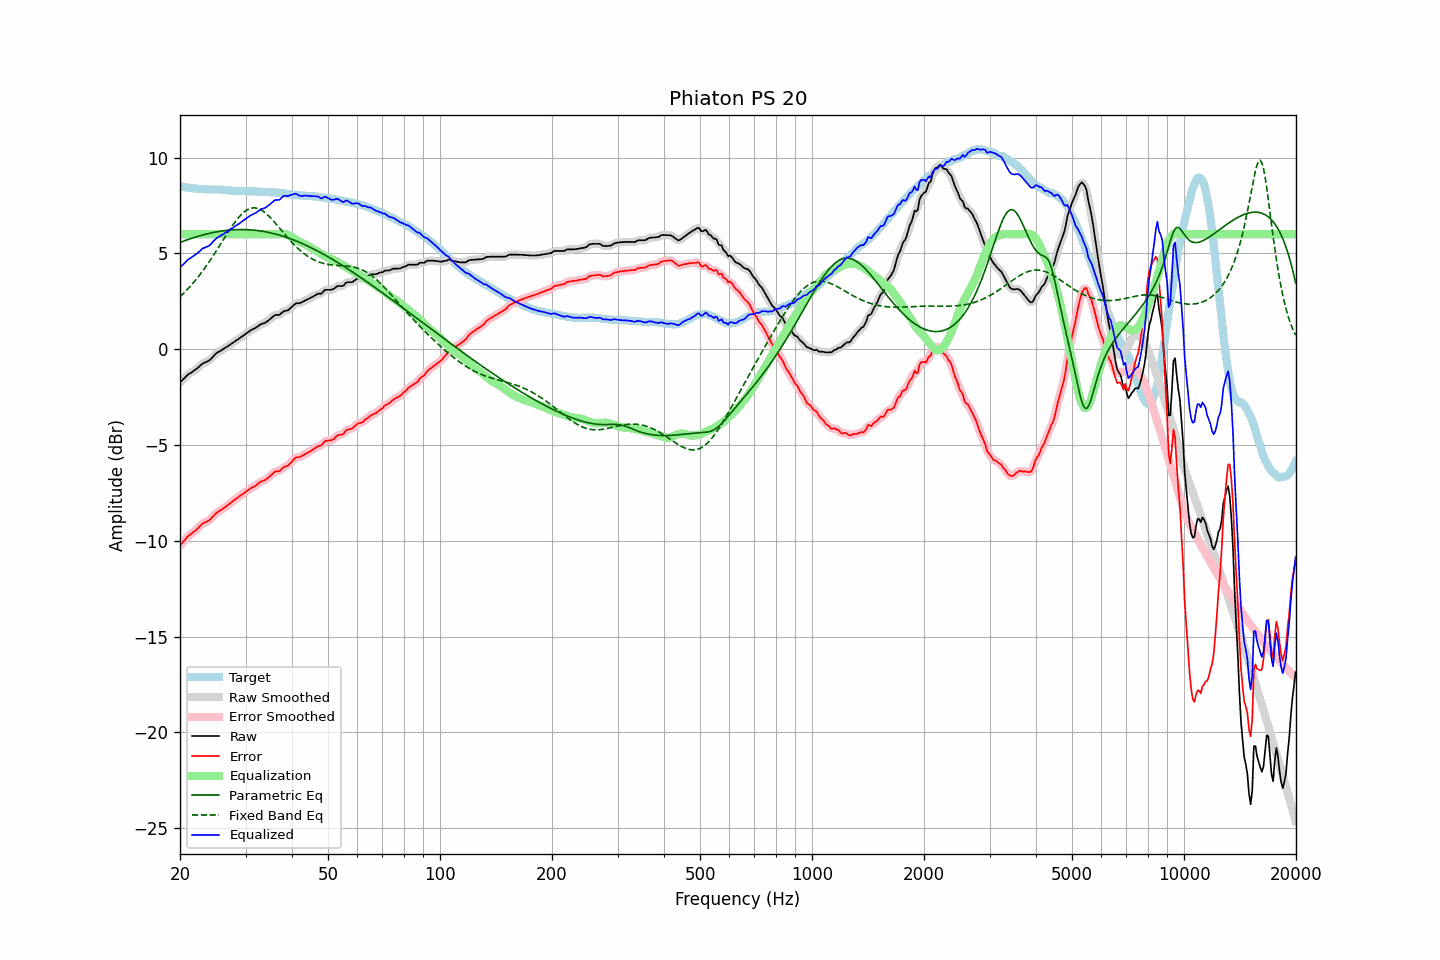 Phiaton PS 20
Amplitude (dBr)
10
5
0
−5
−10
−15
−20
−25
Target
Raw Smoothed
Error Smoothed
Raw
Error
Equalization
Parametric Eq
Fixed Band Eq
Equalized
20 50 100 200 500 1000 2000 5000 10000 20000
Frequency (Hz)